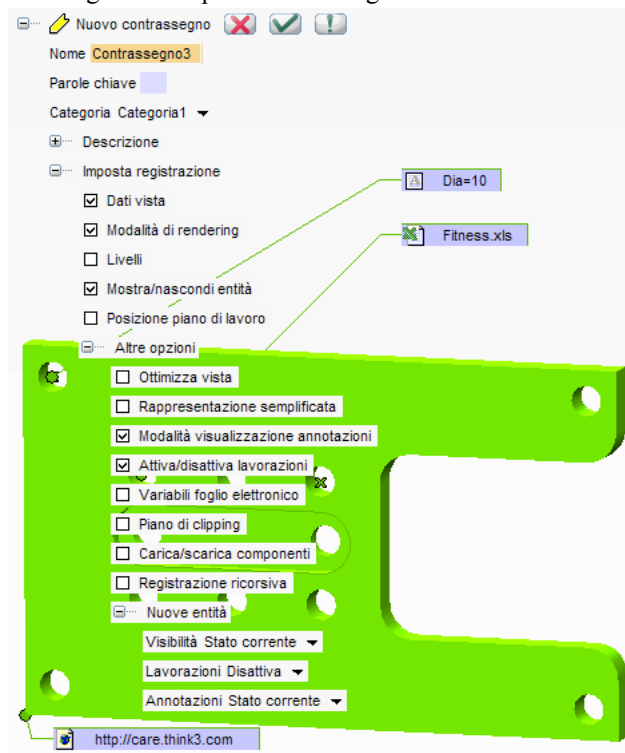 Nuovo contrassegno
Nome Contrassegno3
Parole chiave
Categoria Categoria1
Descrizione
Imposta registrazione
Dia=10
Dati vista
Modalità di rendering
Fitness.xls
Livelli
Mostra/nascondi entità
Posizione piano di lavoro
Altre opzioni
Ottimizza vista
Rappresentazione semplificata
Modalità visualizzazione annotazioni
Attiva/disattiva lavorazioni
Variabili foglio elettronico
Piano di clipping
Carica/scarica componenti
Registrazione ricorsiva
Nuove entità
Visibilità Stato corrente
Lavorazioni Disattiva
Annotazioni Stato corrente
http://care.think3.com